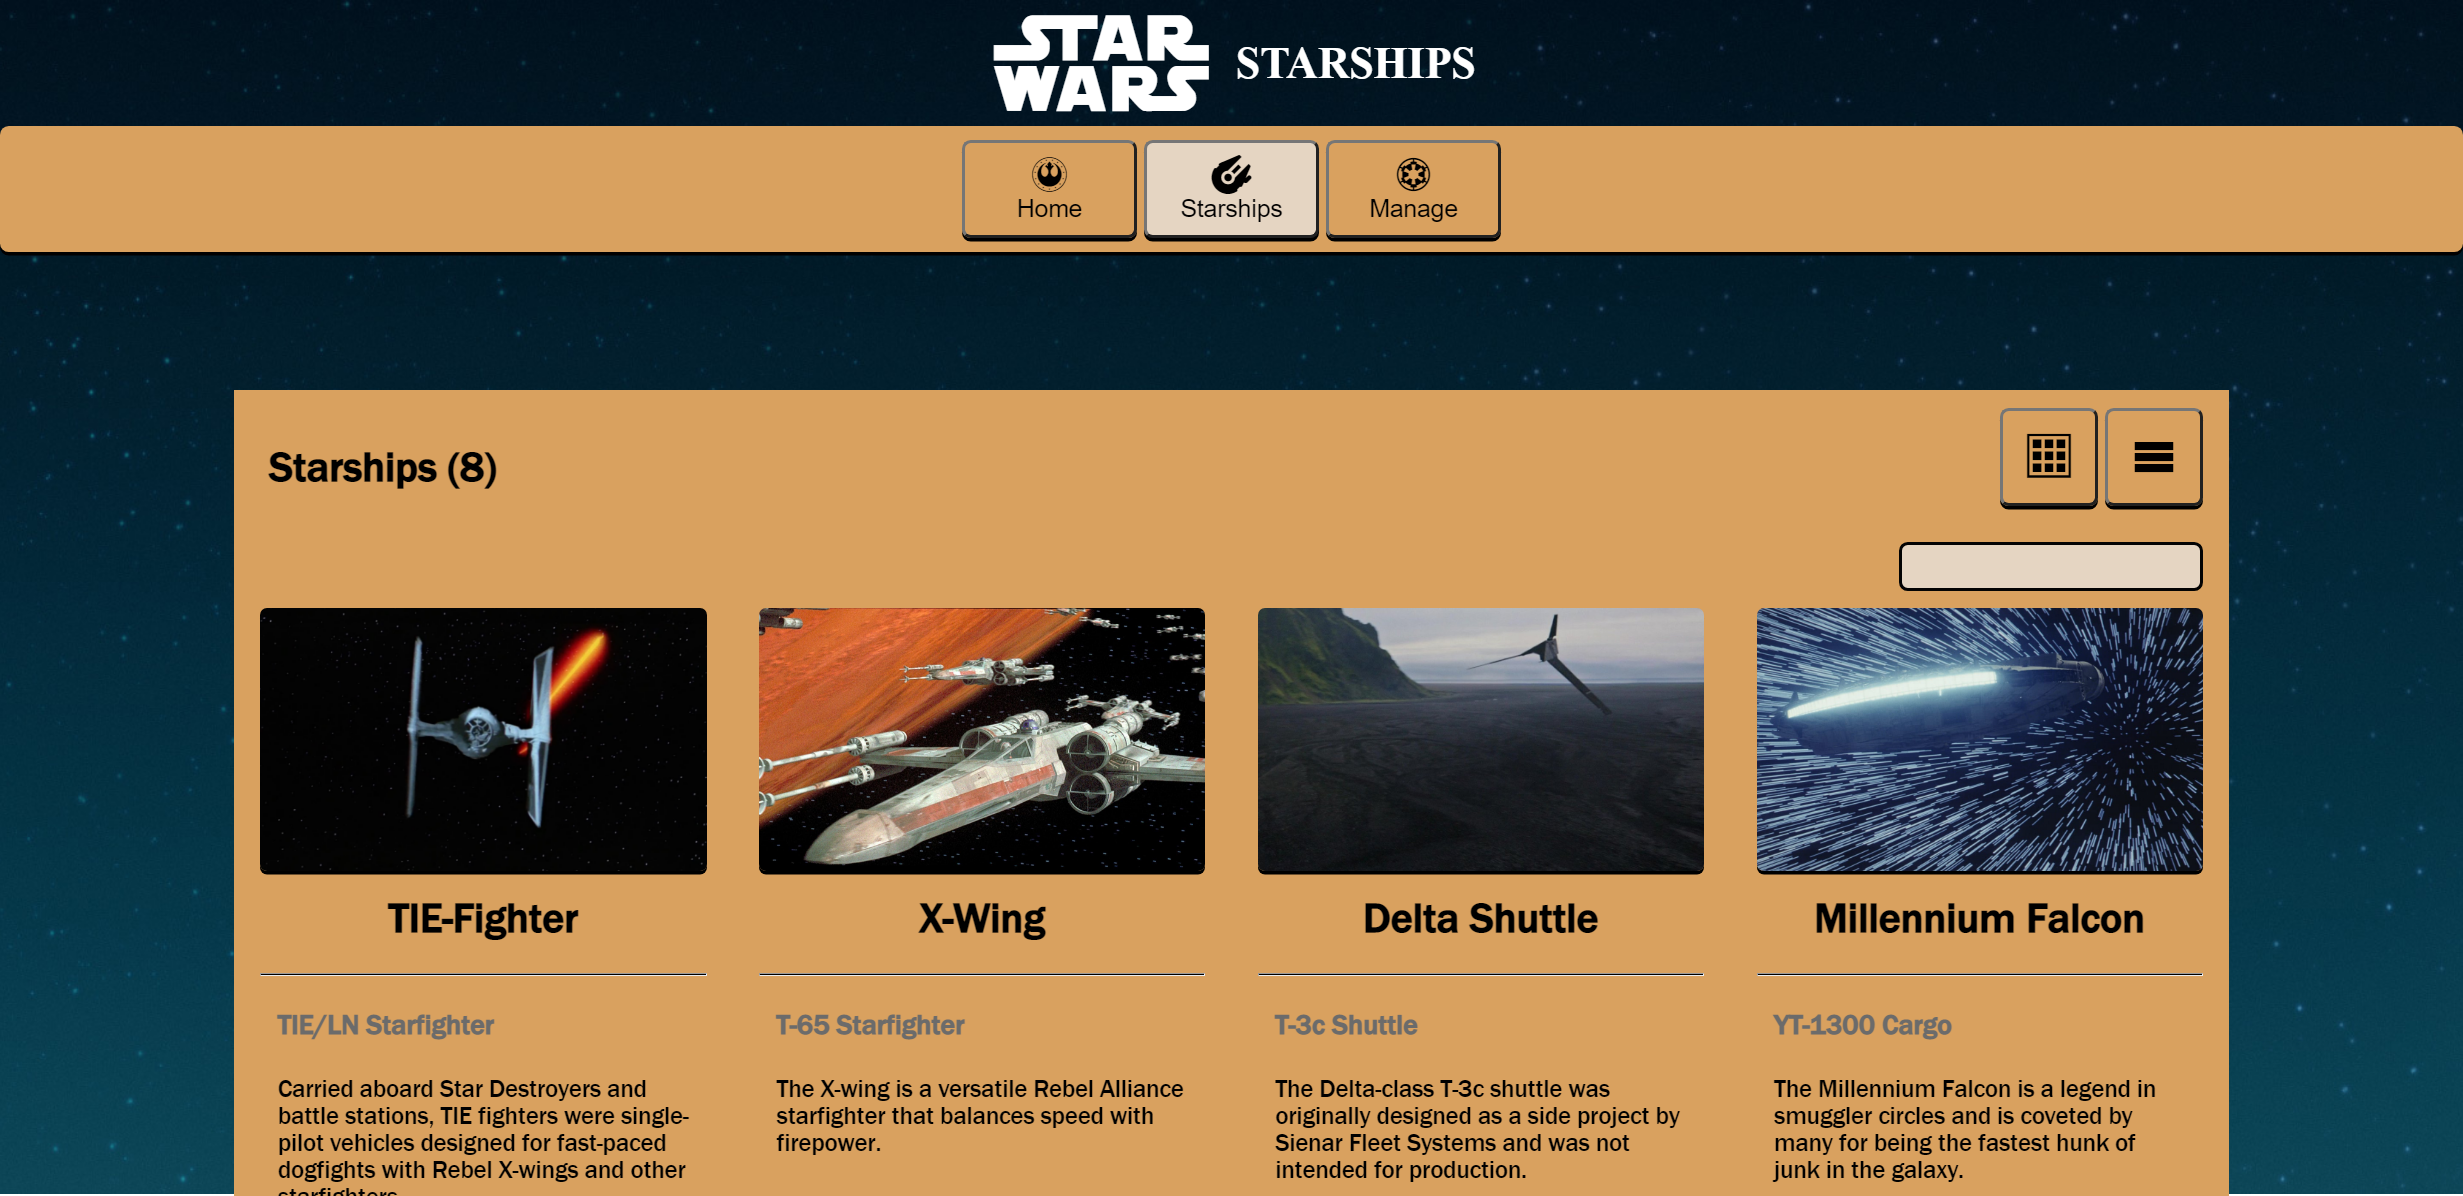 STAR
WARS
STARSHIPS
Home
Starships
Manage
Starships (8)
TIE-Fighter
TIE/LN Starfighter
Carried aboard Star Destroyers and
battle stations, TIE fighters were single-
pilot vehicles designed for fast-paced
dogfights with Rebel X-wings and other
starfighters.
X-Wing
T-65 Starfighter
The X-wing is a versatile Rebel Alliance
starfighter that balances speed with
firepower.
Delta Shuttle
T-3c Shuttle
The Delta-class T-3c shuttle was
originally designed as a side project by
Sienar Fleet Systems and was not
intended for production.
Millennium Falcon
YT-1300 Cargo
The Millennium Falcon is a legend in
smuggler circles and is coveted by
many for being the fastest hunk of
junk in the galaxy.